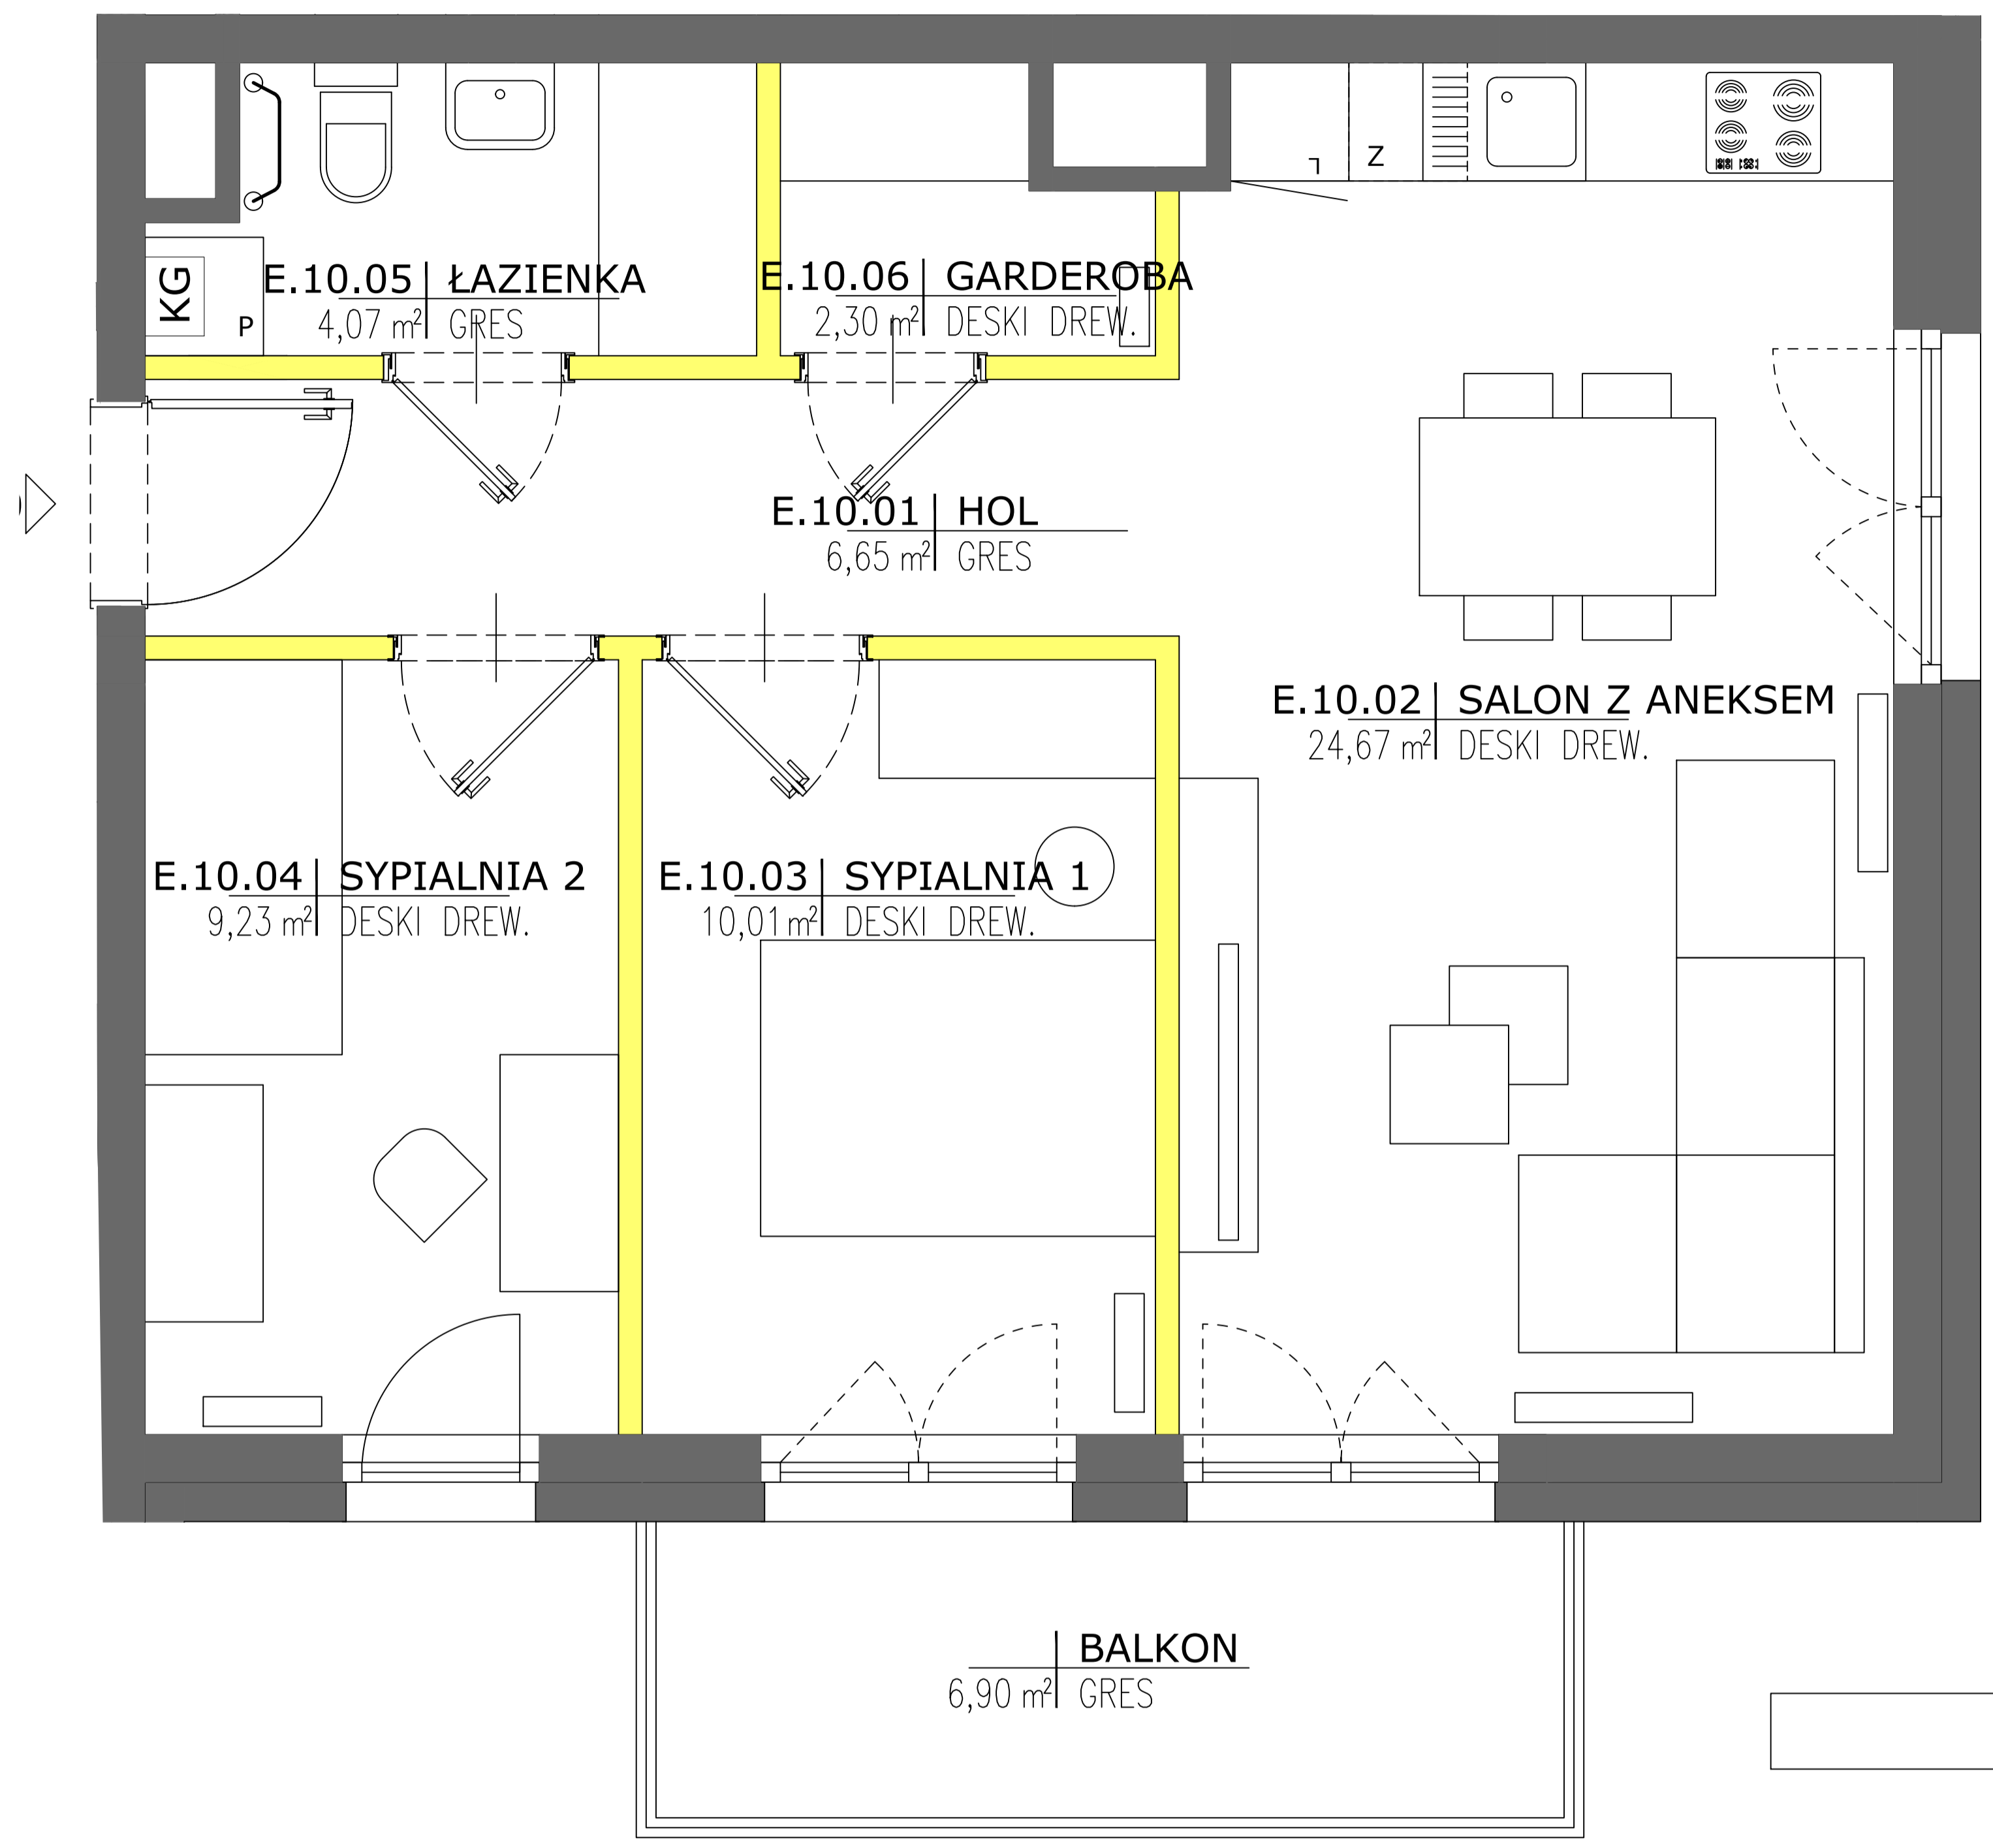 L
Z
E.10.05 ŁAZIENKA
4,07 m² GRES
E.10.06 GARDEROBA
2,30 m² DESKI DREW.
KG
P
E.10.01 HOL
6,65 m² GRES
E.10.02 SALON Z ANEKSEM
24,67 m² DESKI DREW.
E.10.04 SYPIALNIA 2
9,23 m² DESKI DREW.
E.10.03 SYPIALNIA 1
10,01 m² DESKI DREW.
BALKON
6,90 m² GRES